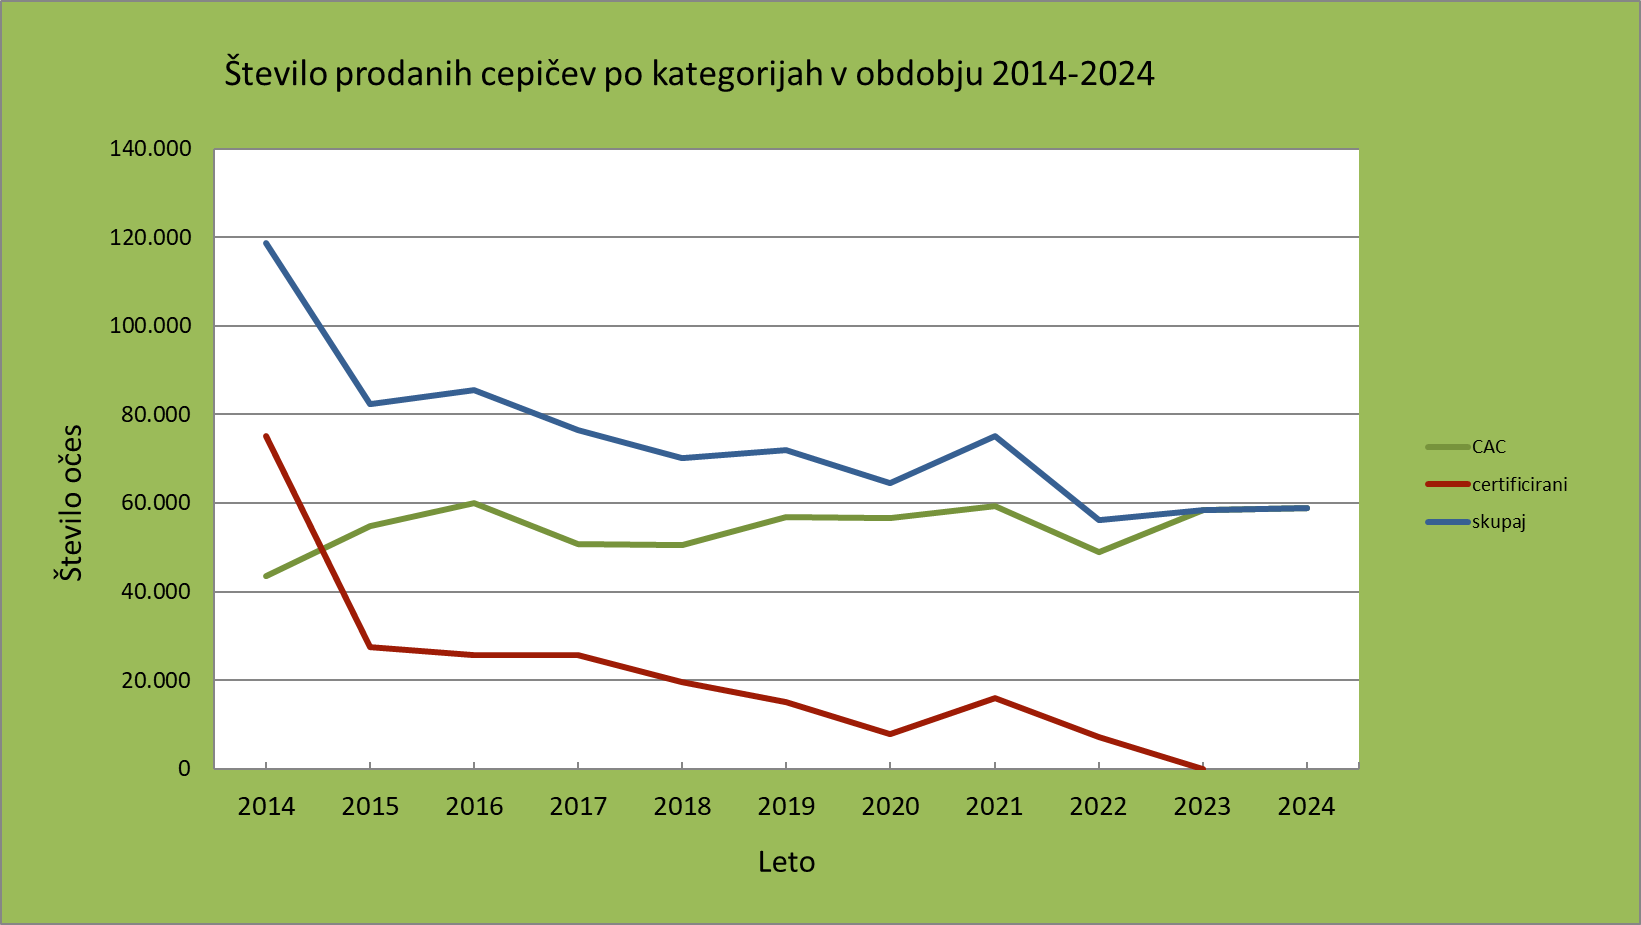 Število prodanih cepičev po kategorijah v obdobju 2014-2024
140.000
120.000
100.000
80.000
60.000
40.000
20.000
0
Število očes
2014 2015 2016 2017 2018 2019 2020 2021 2022 2023 2024
Leto
CAC
certificirani
skupaj